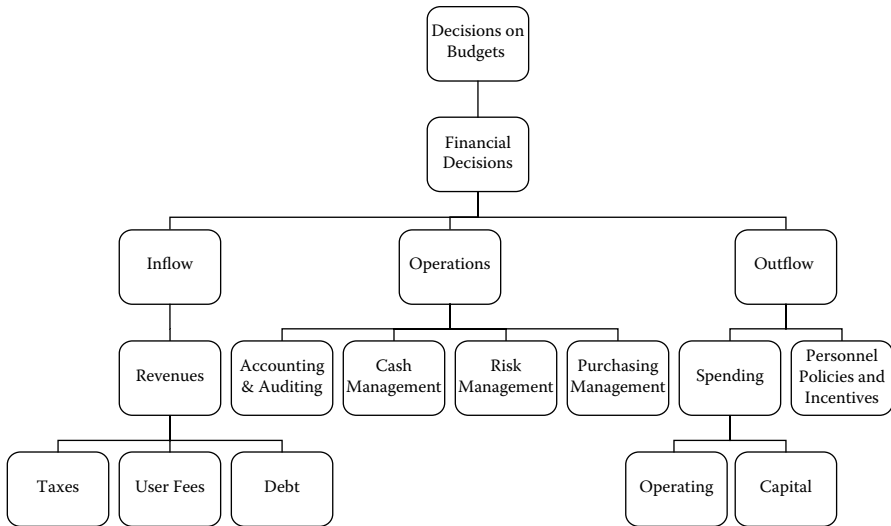 Decisions on
Budgets
Financial
Decisions
Inflow
Operations
Outflow
Revenues
Accounting
& Auditing
Cash
Management
Risk
Management
Purchasing
Management
Spending
Personnel
Policies and
Incentives
Taxes
User Fees
Debt
Operating
Capital